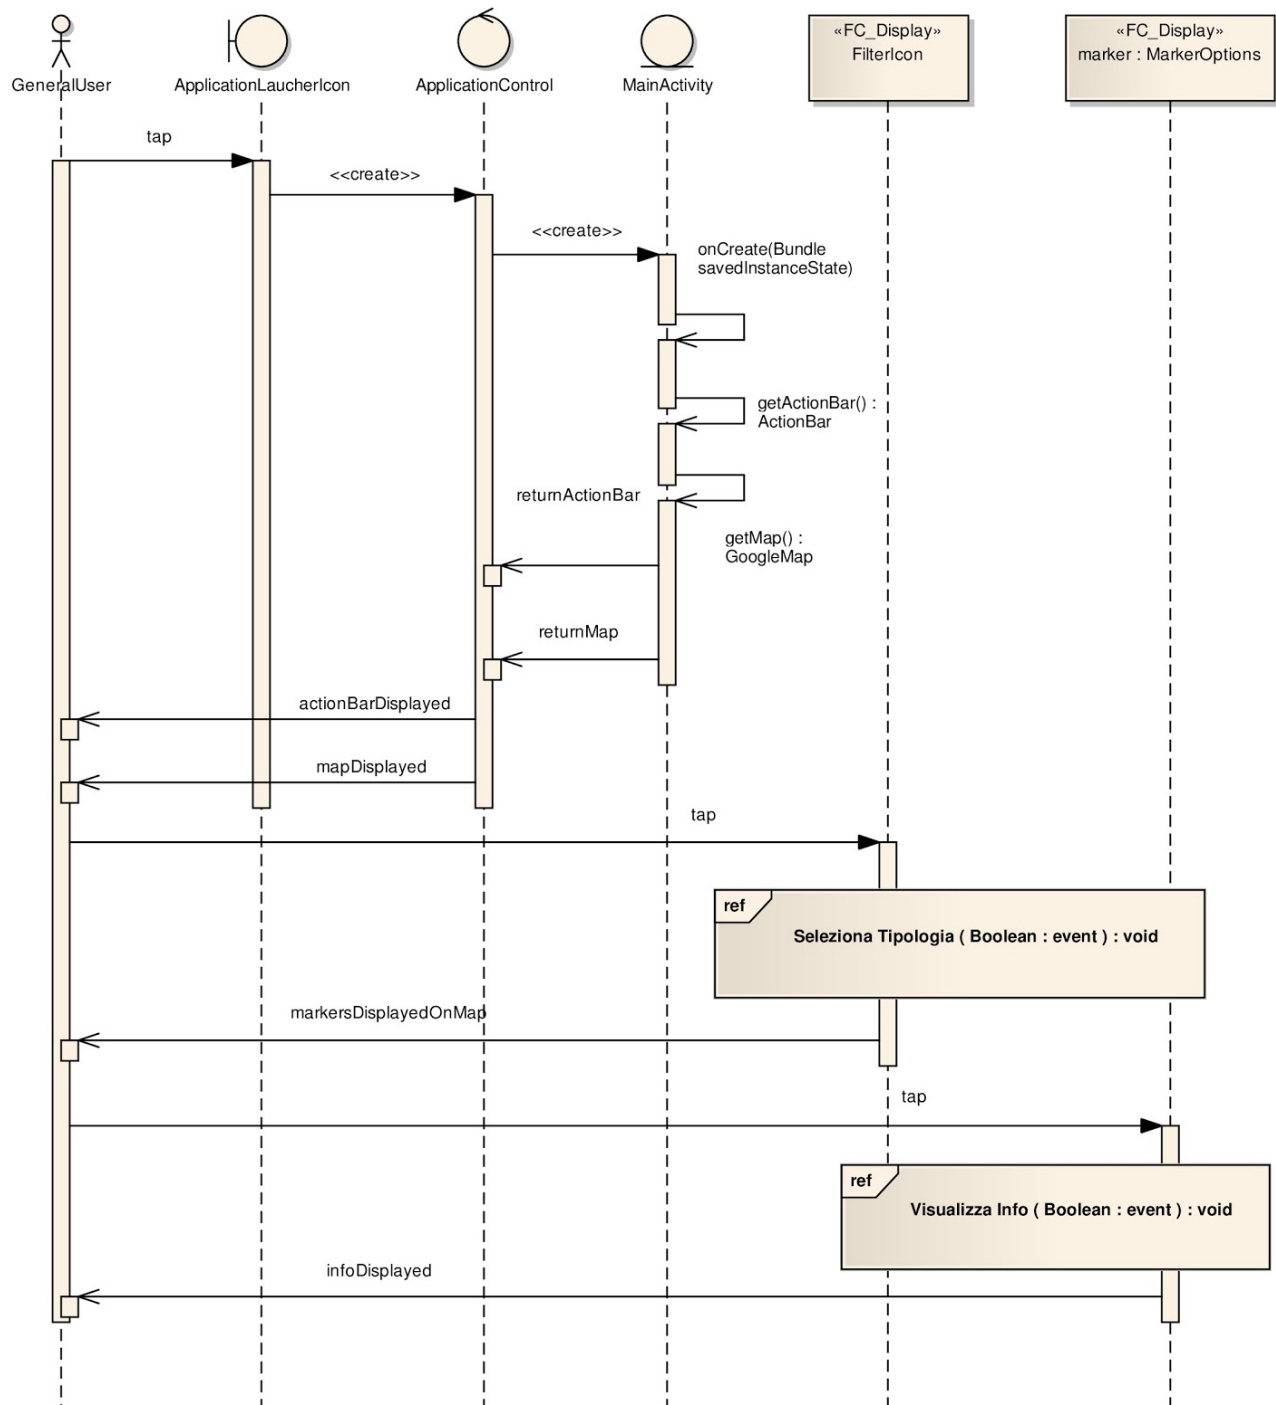 «FC_Display»
«FC_Display»
FilterIcon
marker : MarkerOptions
GeneralUser
ApplicationLaucherIcon
ApplicationControl
MainActivity
tap
<<create>>
<<create>>
onCreate(Bundle
savedInstanceState)
getActionBar() :
ActionBar
returnActionBar
getMap() :
GoogleMap
returnMap
actionBarDisplayed
mapDisplayed
tap
ref
Seleziona Tipologia ( Boolean : event ) : void
markersDisplayedOnMap
tap
ref
Visualizza Info ( Boolean : event ) : void
infoDisplayed